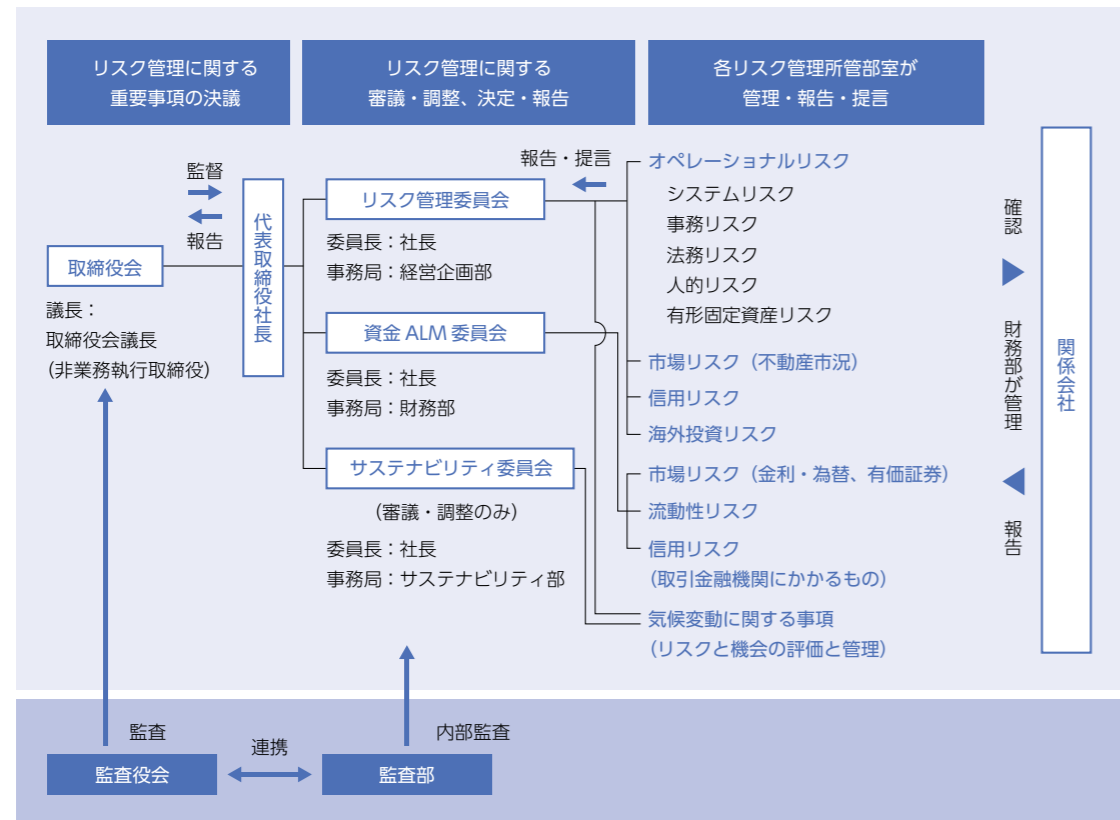 リスク管理に関する
重要事項の決議
リスク管理に関する
審議・調整、決定・報告
各リスク管理所管部室が
管理・報告・提言
監督
報告
取締役会
議長：
取締役会議長
（非業務執行取締役）
代表取締役社長
報告・提言
リスク管理委員会
委員長：社長
事務局：経営企画部
資金 ALM 委員会
委員長：社長
事務局：財務部
サステナビリティ委員会
（審議・調整のみ）
委員長：社長
事務局：サステナビリティ部
オペレーショナルリスク
システムリスク
事務リスク
法務リスク
人的リスク
有形固定資産リスク
市場リスク（不動産市況）
信用リスク
海外投資リスク
市場リスク（金利・為替、有価証券）
流動性リスク
信用リスク
（取引金融機関にかかるもの）
気候変動に関する事項
（リスクと機会の評価と管理）
確認
財務部が管理
報告
関係会社
監査
連携
内部監査
監査役会
監査部